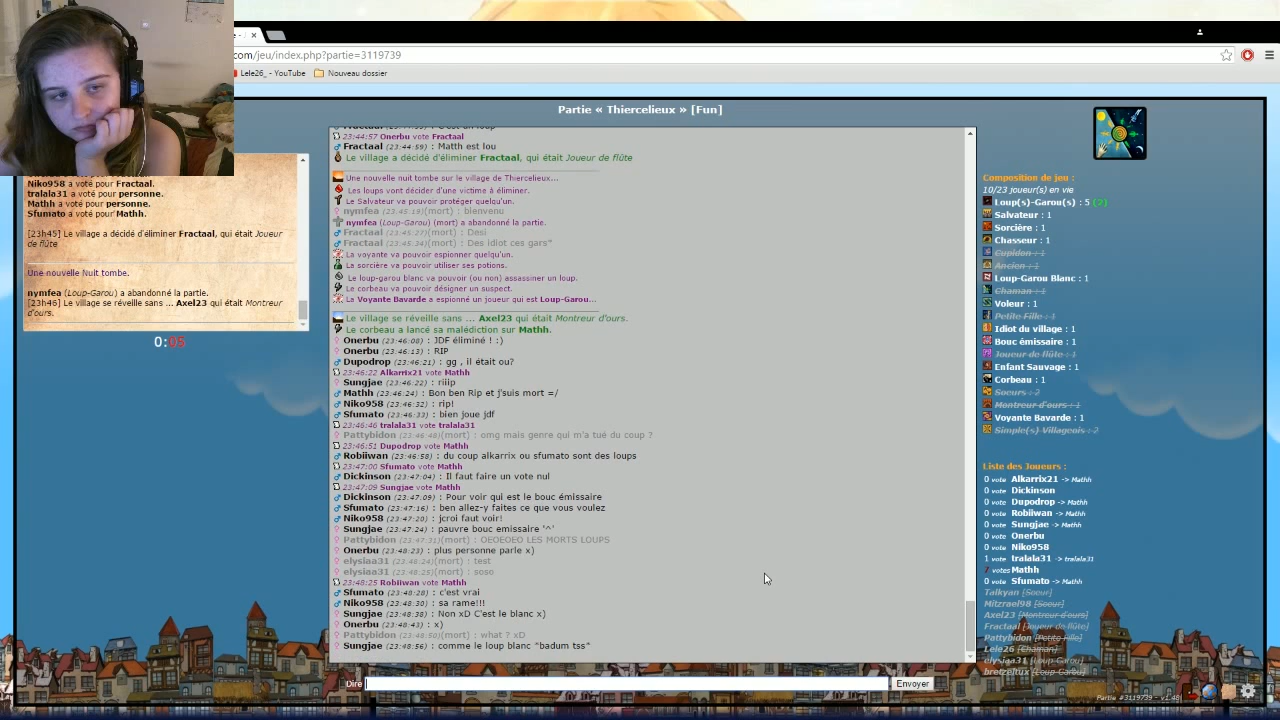 .com/jeu/index.php?partie=3119739
Lele26_ - YouTube
Nouveau dossier
Partie « Thiercelieux » [Fun]
Niko958 a voté pour Fractaal.
tralala31 a voté pour personne.
Mathh a voté pour personne.
Sfumato a voté pour Mathh.
[23h45] Le village a décidé d'éliminer Fractaal, qui était Joueur
de flûte
Une nouvelle Nuit tombe.
nymfea (Loup-Garou) a abandonné la partie.
[23h46] Le village se réveille sans ... Axel23 qui était Montreur
d'ours.
0:05
23:44:57 Onerbu vote Fractaal
Fractaal (23:44:59) : Matth est lou
Le village a décidé d'éliminer Fractaal, qui était Joueur de flûte
Une nouvelle nuit tombe sur le village de Thiercelieux...
Les loups vont décider d'une victime à éliminer.
Le Salvateur va pouvoir protéger quelqu'un.
nymfea (23:45:19)(mort) : bienvenu
nymfea (Loup-Garou) (mort) a abandonné la partie.
Fractaal (23:45:27)(mort) : Desi
Fractaal (23:45:34)(mort) : Des idiot ces gars"
La voyante va pouvoir espionner quelqu'un.
La sorcière va pouvoir utiliser ses potions.
Le loup-garou blanc va pouvoir (ou non) assassiner un loup.
Le corbeau va pouvoir désigner un suspect.
La Voyante Bavarde a espionné un joueur qui est Loup-Garou...
Le village se réveille sans ... Axel23 qui était Montreur d'ours.
Le corbeau a lancé sa malédiction sur Mathh.
Onerbu (23:46:08) : JDF éliminé ! :)
Onerbu (23:46:13) : RIP
Dupodrop (23:46:21) : gg , il était ou?
23:46:22 Alkarrix21 vote Mathh
Sungjae (23:46:22) : riiip
Mathh (23:46:24) : Bon ben Rip et j'suis mort =/
Niko958 (23:46:32) : rip!
Sfumato (23:46:33) : bien joue jdf
23:46:46 tralala31 vote tralala31
Pattybidon (23:46:48)(mort) : omg mais genre qui m'a tué du coup ?
23:46:51 Dupodrop vote Mathh
Robiiwan (23:46:58) : du coup alkarrix ou sfumato sont des loups
23:47:00 Sfumato vote Mathh
Dickinson (23:47:04) : Il faut faire un vote nul
23:47:09 Sungjae vote Mathh
Dickinson (23:47:09) : Pour voir qui est le bouc émissaire
Sfumato (23:47:16) : ben allez-y faites ce que vous voulez
Niko958 (23:47:20) : jcroi faut voir!
Sungjae (23:47:24) : pauvre bouc emissaire '^'
Pattybidon (23:47:31)(mort) : OEOEOEO LES MORTS LOUPS
Onerbu (23:48:23) : plus personne parle x)
elysiaa31 (23:48:24)(mort) : test
elysiaa31 (23:48:25)(mort) : soso
23:48:25 Robiiwan vote Mathh
Sfumato (23:48:28) : c'est vrai
Niko958 (23:48:30) : sa rame!!!
Sungjae (23:48:38) : Non xD C'est le blanc x)
Onerbu (23:48:43) : x)
Pattybidon (23:48:50)(mort) : what ? xD
Sungjae (23:48:56) : comme le loup blanc "badum tss"
Dire
Envoyer
Composition de jeu :
10/23 joueur(s) en vie
Loup(s)-Garou(s) : 5 (2)
Salvateur : 1
Sorcière : 1
Chasseur : 1
Cupidon : 1
Ancien : 1
Loup-Garou Blanc : 1
Chaman : 1
Voleur : 1
Petite Fille : 1
Idiot du village : 1
Bouc émissaire : 1
Joueur de flûte : 1
Enfant Sauvage : 1
Corbeau : 1
Soeurs : 2
Montreur d'ours : 1
Voyante Bavarde : 1
Simple(s) Villageois : 2
Liste des Joueurs :
0 vote Alkarrix21 -> Mathh
0 vote Dickinson
0 vote Dupodrop -> Mathh
0 vote Robiiwan -> Mathh
0 vote Sungjae -> Mathh
0 vote Onerbu
0 vote Niko958
1 vote tralala31 -> tralala31
7 votes Mathh
0 vote Sfumato -> Mathh
Taikyan [Soeur]
Mitzrael98 [Soeur]
Axel23 [Montreur d'ours]
Fractaal [Joueur de flûte]
Pattybidon [Petite Fille]
Lele26 [Chaman]
elysiaa31 [Loup-Garou]
bretzeltux [Loup-Garou]
Partie #3119739 - v1.48